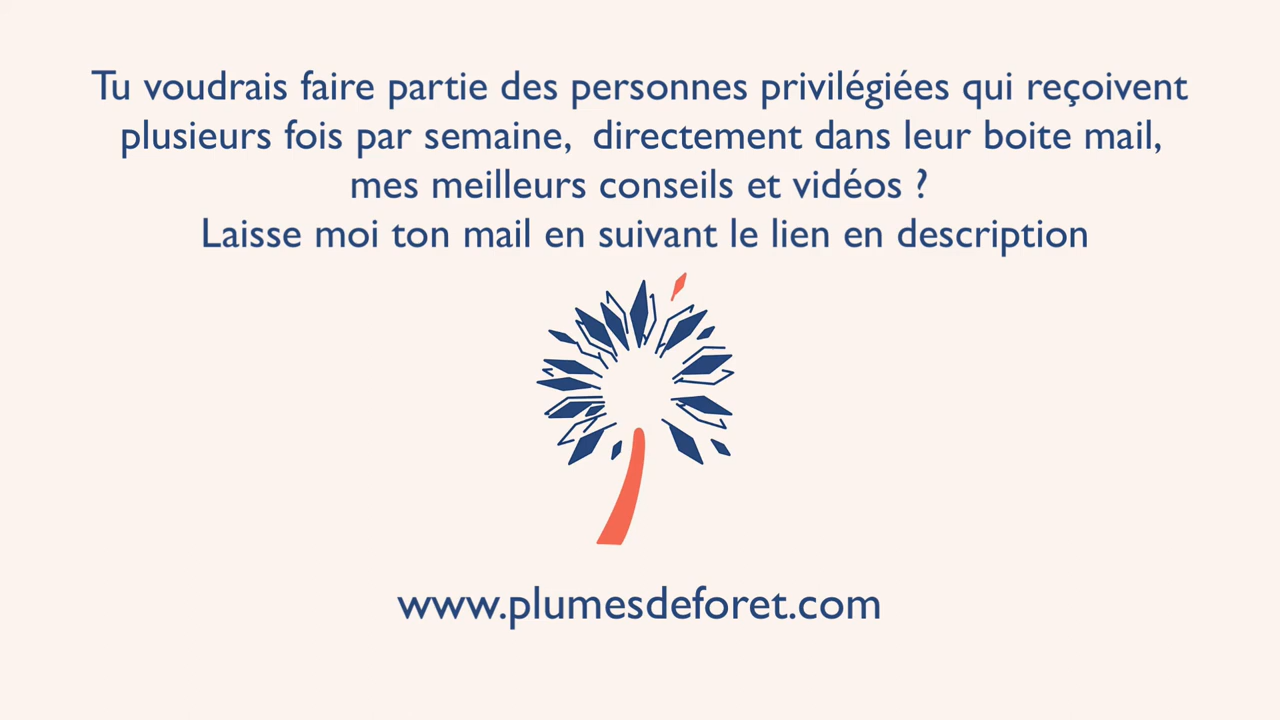 Tu voudrais faire partie des personnes privilégiées qui reçoivent
plusieurs fois par semaine,  directement dans leur boite mail,
mes meilleurs conseils et vidéos ?
Laisse moi ton mail en suivant le lien en description
www.plumesdeforet.com